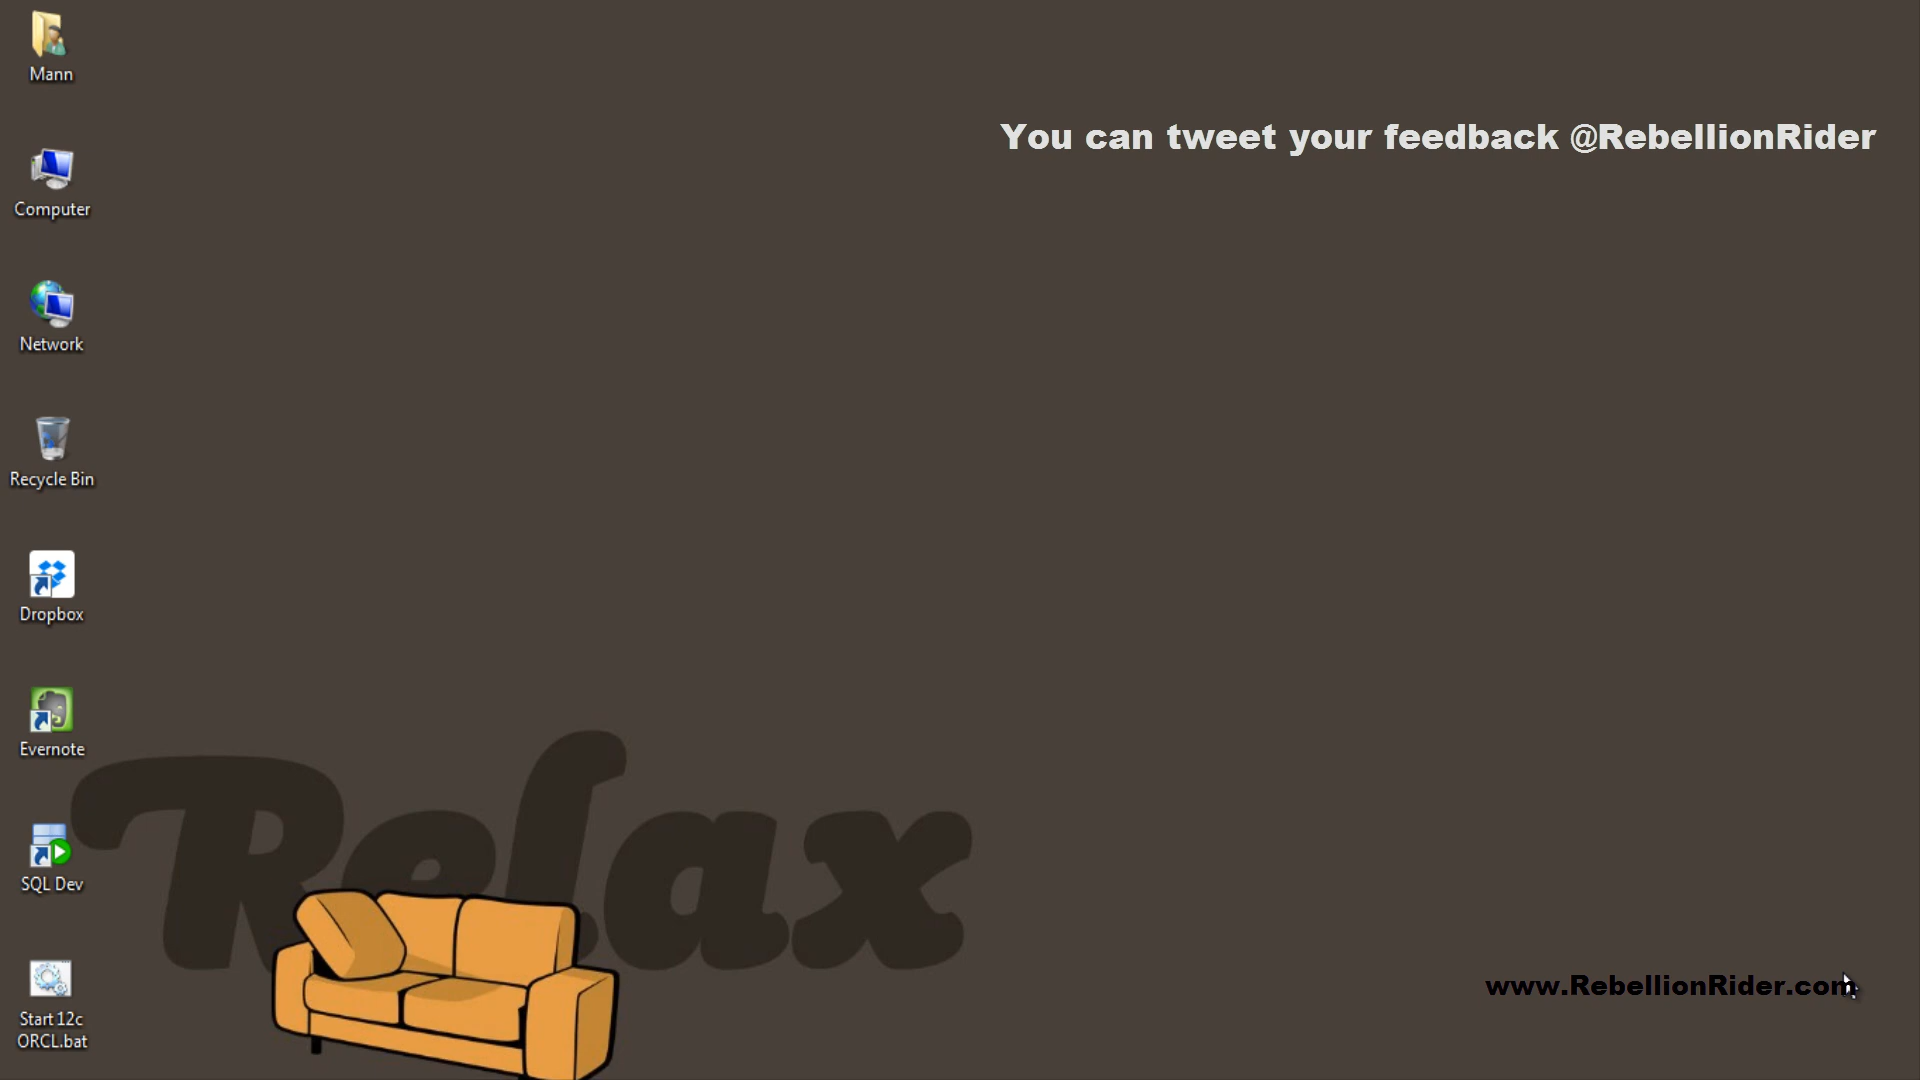 Mann
You can tweet your feedback @RebellionRider
Computer
Network
Recycle Bin
Dropbox
Evernote
Relax
SQL Dev
www.RebellionRider.com
Start 12c
ORCL.bat